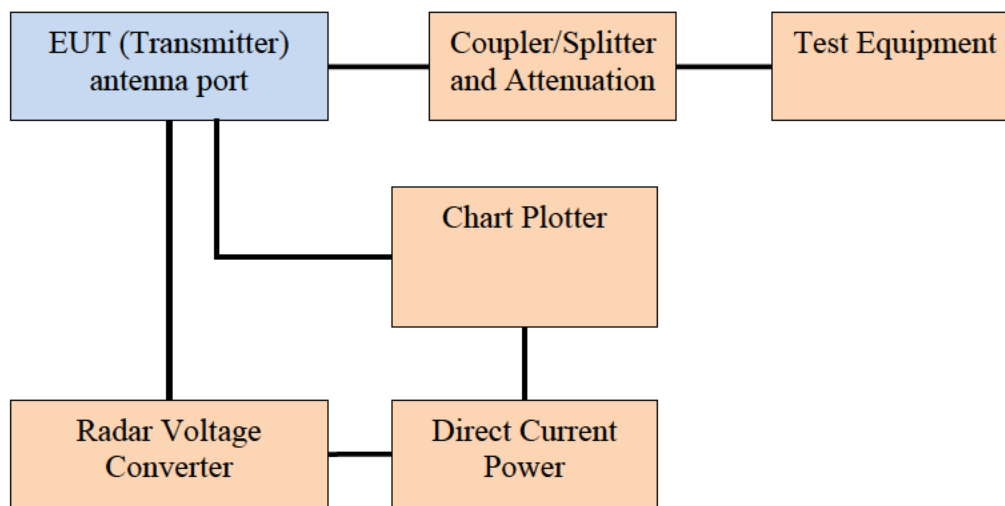 EUT (Transmitter)
antenna port
Coupler/Splitter
and Attenuation
Test Equipment
Chart Plotter
Radar Voltage
Converter
Direct Current
Power